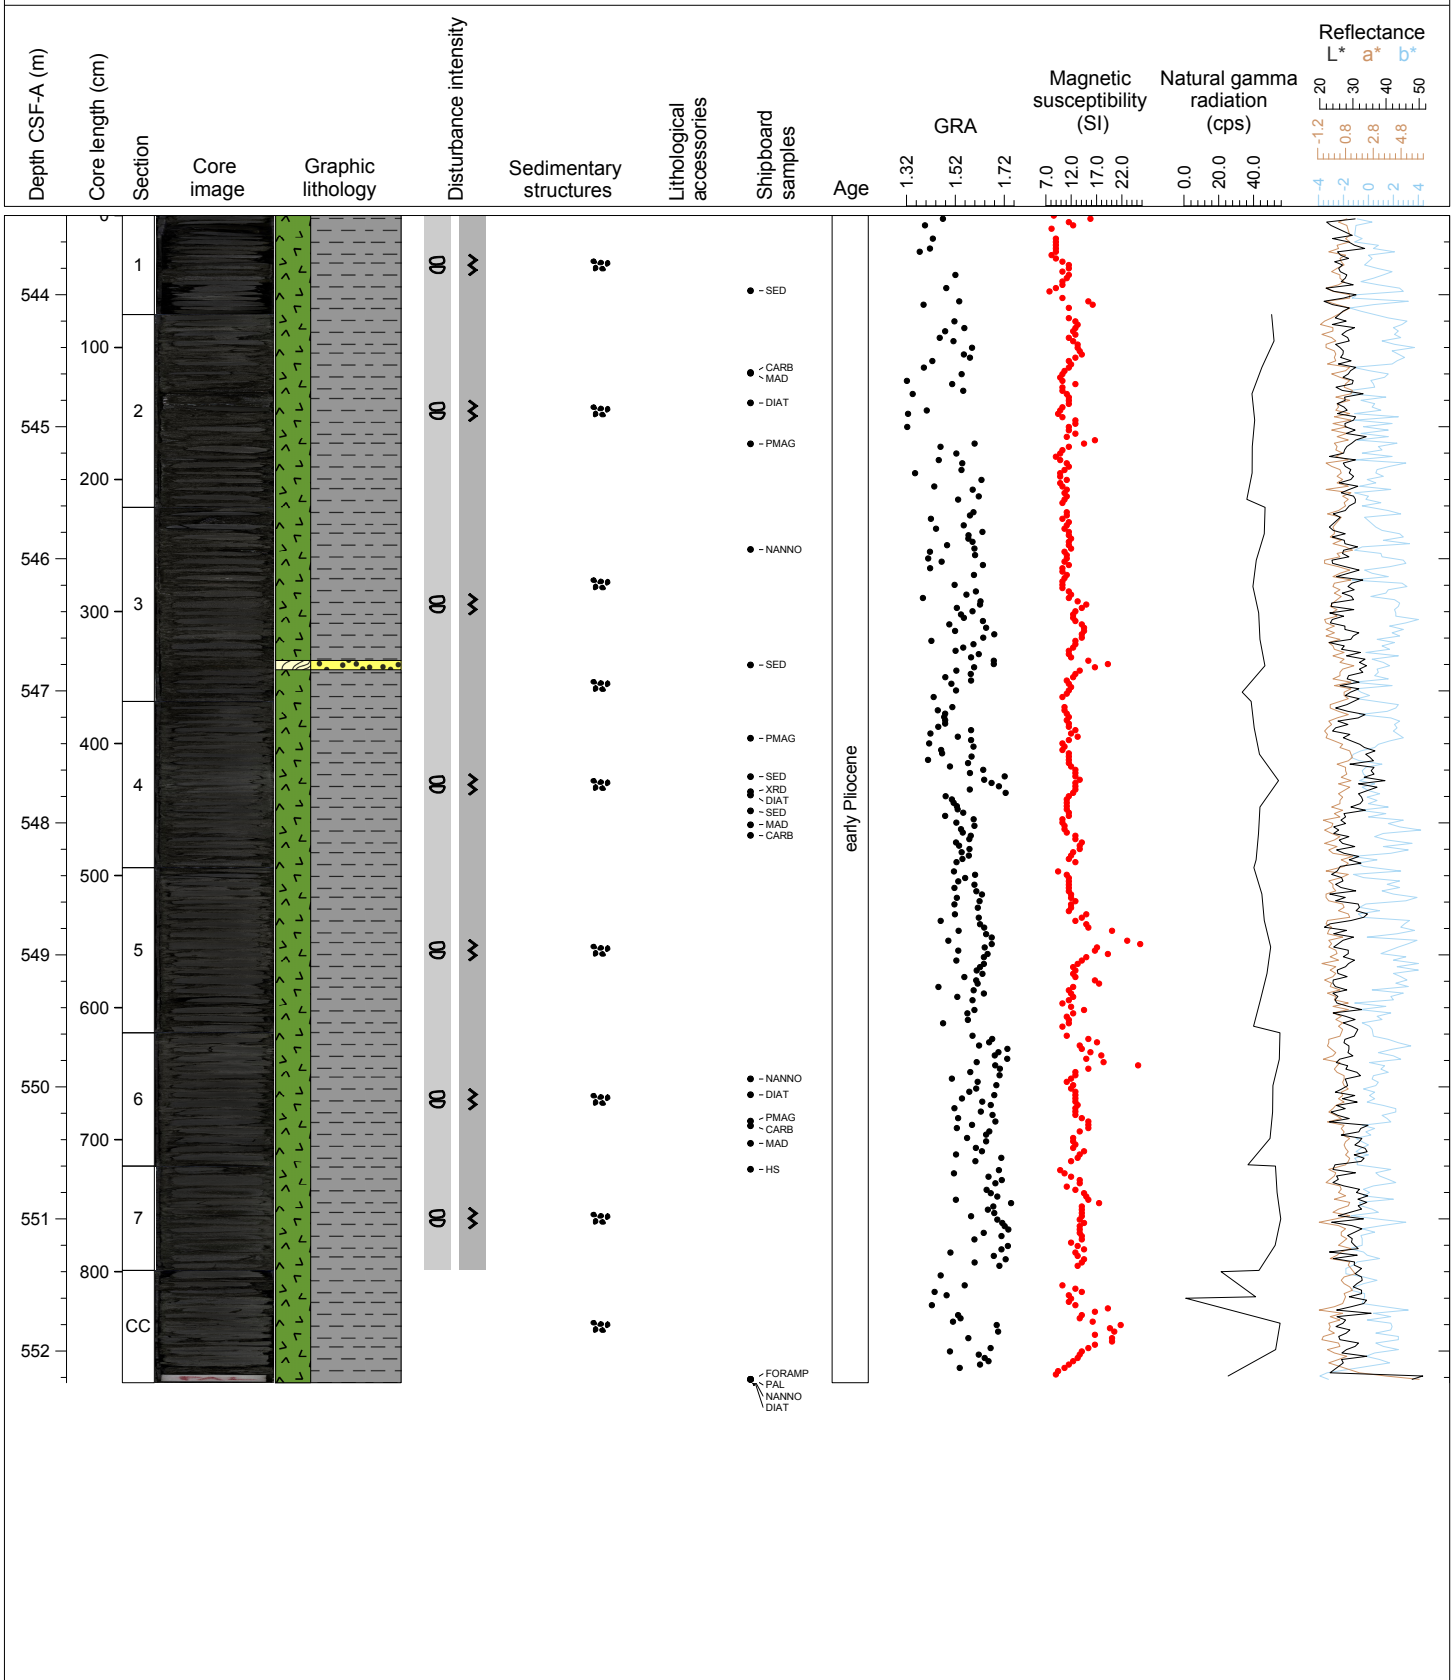 Depth CSF-A (m)
Core length (cm)
Section
Core
image
Graphic
lithology
Disturbance intensity
Sedimentary
structures
Lithological
accessories
Shipboard
samples
Age
GRA
1.32
1.52
1.72
Magnetic
susceptibility
(SI)
7.0
12.0
17.0
22.0
Natural gamma
radiation
(cps)
0.0
20.0
40.0
Reflectance
L* a* b*
20
30
40
50
-1.2
0.8
2.8
4.8
-4
-2
0
2
4
544
545
546
547
548
549
550
551
552
0
100
200
300
400
500
600
700
800
1
2
3
4
5
6
7
CC
SED
CARB
MAD
DIAT
PMAG
NANNO
SED
PMAG
SED
XRD
DIAT
SED
MAD
CARB
NANNO
DIAT
PMAG
CARB
MAD
HS
FORAMP
PAL
NANNO
DIAT
early Pliocene